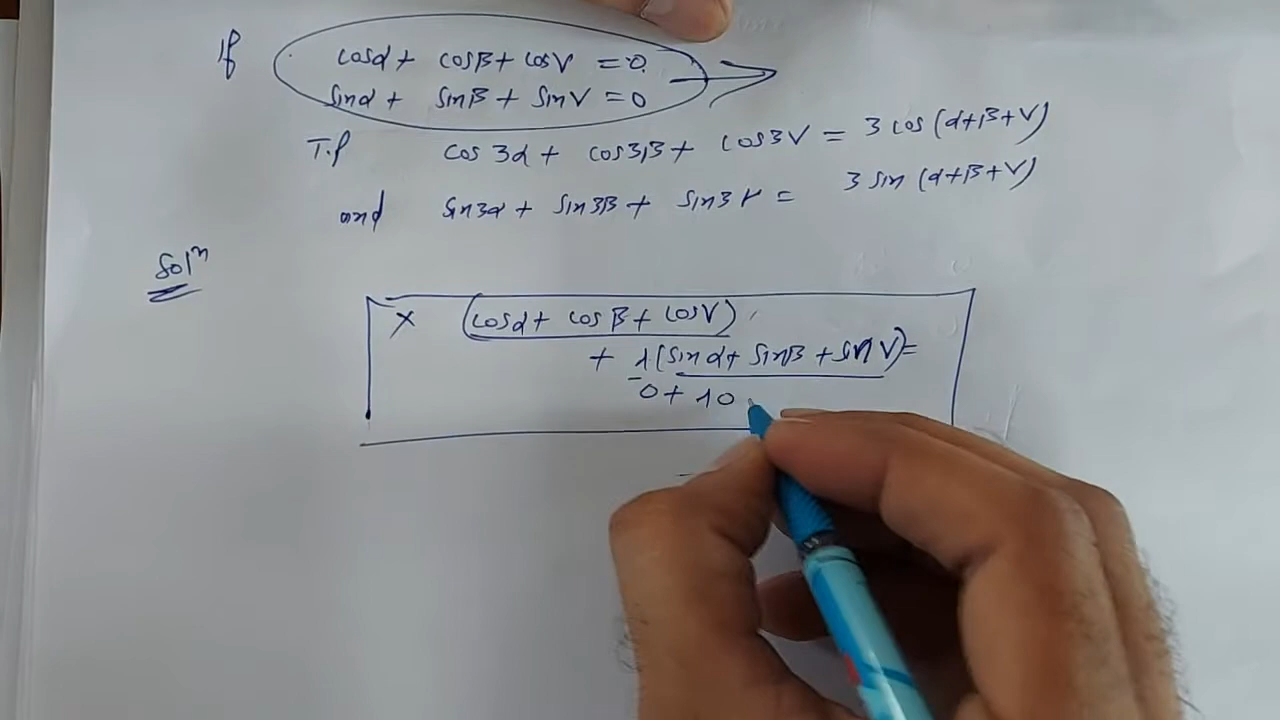 If cosα + cosβ + cosγ = 0
sinα + sinβ + sinγ = 0
T.P cos 3α + cos3β + cos3γ = 3 cos (α+β+γ)
and sin3α + sin3β + sin3γ = 3 sin (α+β+γ)
Solⁿ
x (cosα + cosβ + cosγ)
+ i(sinα + sinβ + sinγ) =
0 + i0